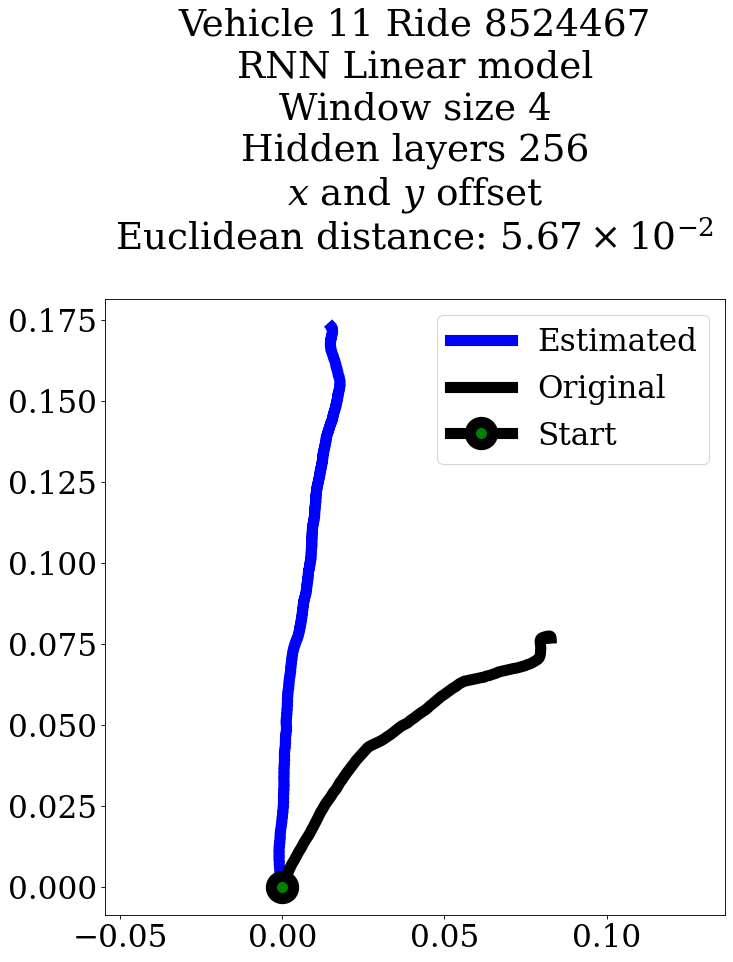 Vehicle 11 Ride 8524467
RNN Linear model
Window size 4
Hidden layers 256
x and y offset
Euclidean distance: 5.67 × 10⁻²
Estimated
Original
Start
0.175
0.150
0.125
0.100
0.075
0.050
0.025
0.000
−0.05 0.00 0.05 0.10